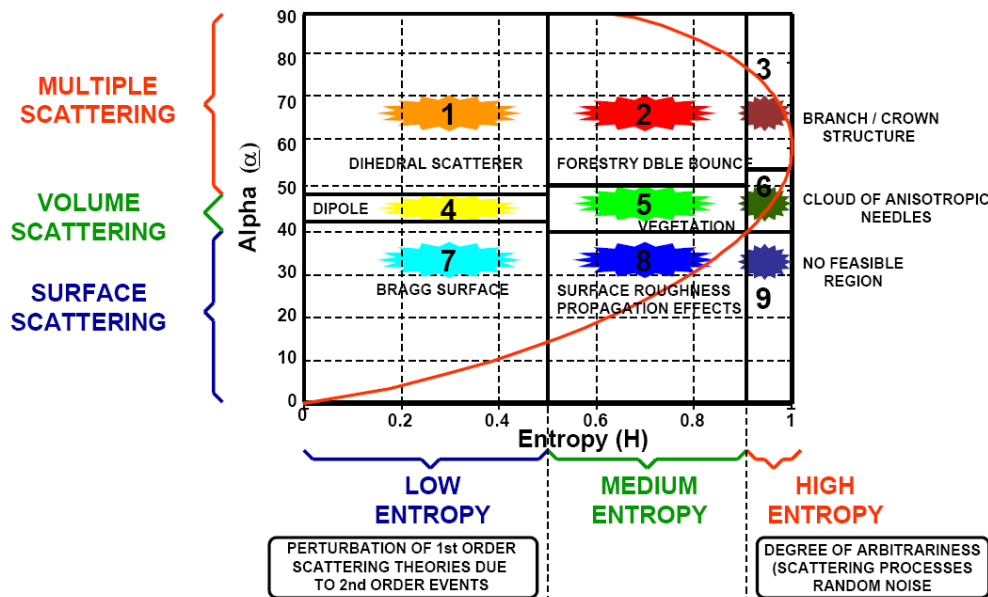 MULTIPLE
SCATTERING
VOLUME
SCATTERING
SURFACE
SCATTERING
Alpha (α)
90
80
70
60
50
40
30
20
10
0
1
2
3
DIHEDRAL SCATTERER
FORESTRY DBLE BOUNCE
BRANCH / CROWN
STRUCTURE
DIPOLE
4
5
6
VEGETATION
CLOUD OF ANISOTROPIC
NEEDLES
7
8
9
BRAGG SURFACE
SURFACE ROUGHNESS
PROPAGATION EFFECTS
NO FEASIBLE
REGION
0
0.2
0.4
0.6
0.8
1
Entropy (H)
LOW
ENTROPY
MEDIUM
ENTROPY
HIGH
ENTROPY
PERTURBATION OF 1st ORDER
SCATTERING THEORIES DUE
TO 2nd ORDER EVENTS
DEGREE OF ARBITRARINESS
(SCATTERING PROCESSES
RANDOM NOISE